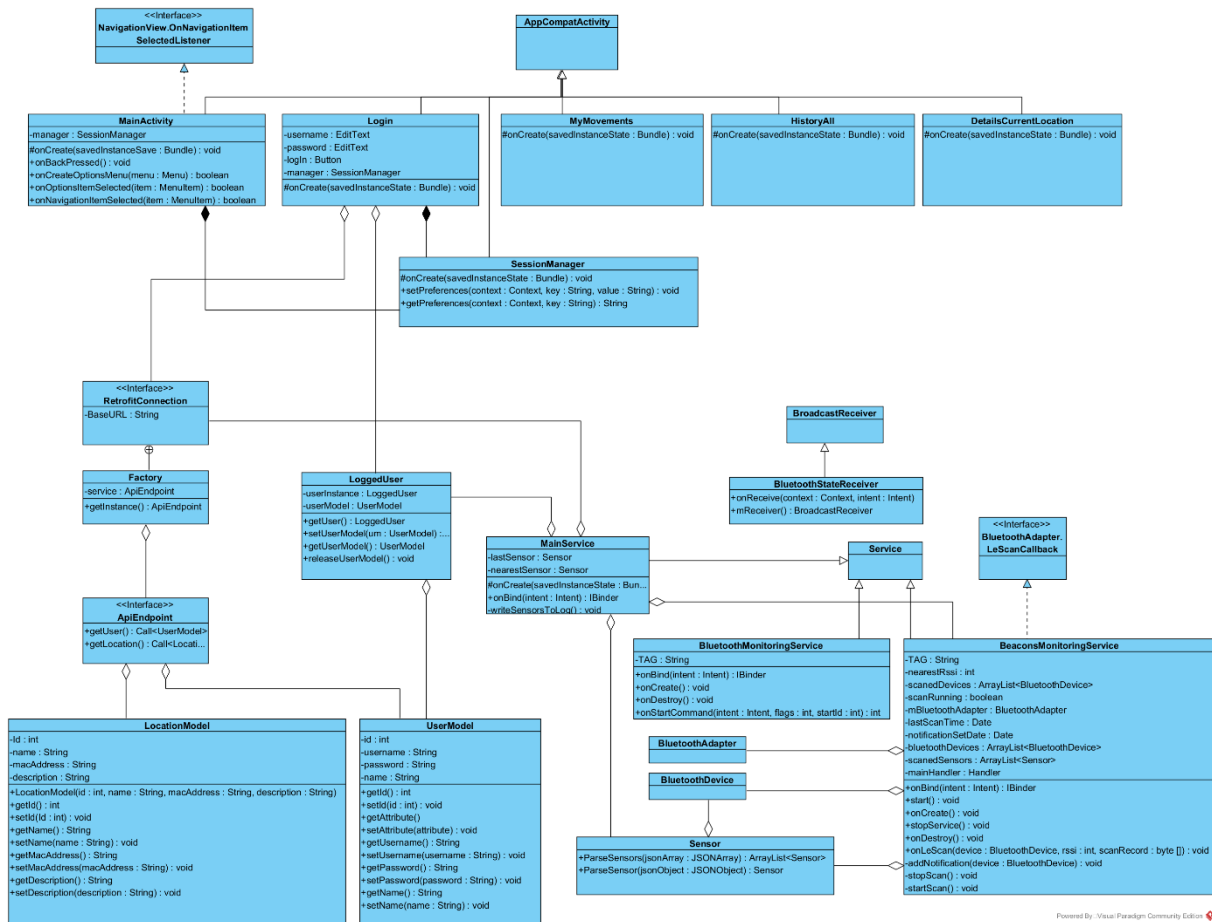 <<Interface>>
NavigationView.OnNavigationItem
SelectedListener
AppCompatActivity
MainActivity
-manager : SessionManager
#onCreate(savedInstanceSave : Bundle) : void
+onBackPressed() : void
+onCreateOptionsMenu(menu : Menu) : boolean
+onOptionsItemSelected(item : MenuItem) : boolean
+onNavigationItemSelected(item : MenuItem) : boolean
Login
-username : EditText
-password : EditText
-logIn : Button
-manager : SessionManager
#onCreate(savedInstanceState : Bundle) : void
MyMovements
#onCreate(savedInstanceState : Bundle) : void
HistoryAll
#onCreate(savedInstanceState : Bundle) : void
DetailsCurrentLocation
#onCreate(savedInstanceState : Bundle) : void
SessionManager
#onCreate(savedInstanceState : Bundle) : void
+setPreferences(context : Context, key : String, value : String) : void
+getPreferences(context : Context, key : String) : String
<<Interface>>
RetrofitConnection
-BaseURL : String
Factory
-service : ApiEndpoint
+getInstance() : ApiEndpoint
LoggedUser
-userInstance : LoggedUser
-userModel : UserModel
+getUser() : LoggedUser
+setUserModel(um : UserModel) :...
+getUserModel() : UserModel
+releaseUserModel() : void
BroadcastReceiver
BluetoothStateReceiver
+onReceive(context : Context, intent : Intent)
+mReceiver() : BroadcastReceiver
MainService
-lastSensor : Sensor
-nearestSensor : Sensor
#onCreate(savedInstanceState : Bun...
+onBind(intent : Intent) : IBinder
-writeSensorsToLog() : void
Service
<<Interface>>
BluetoothAdapter.
LeScanCallback
<<Interface>>
ApiEndpoint
+getUser() : Call<UserModel>
+getLocation() : Call<Locati...
BluetoothMonitoringService
-TAG : String
+onBind(intent : Intent) : IBinder
+onCreate() : void
+onDestroy() : void
+onStartCommand(intent : Intent, flags : int, startId : int) : int
BeaconsMonitoringService
-TAG : String
-nearestRssi : int
-scanedDevices : ArrayList<BluetoothDevice>
-scanRunning : boolean
-mBluetoothAdapter : BluetoothAdapter
-lastScanTime : Date
-notificationSetDate : Date
-bluetoothDevices : ArrayList<BluetoothDevice>
-scanedSensors : ArrayList<Sensor>
-mainHandler : Handler
+onBind(intent : Intent) : IBinder
+start() : void
+onCreate() : void
+stopService() : void
+onDestroy() : void
+onLeScan(device : BluetoothDevice, rssi : int, scanRecord : byte []) : void
-addNotification(device : BluetoothDevice) : void
-stopScan() : void
-startScan() : void
LocationModel
-Id : int
-name : String
-macAddress : String
-description : String
+LocationModel(id : int, name : String, macAddress : String, description : String)
+getId() : int
+setId(Id : int) : void
+getName() : String
+setName(name : String) : void
+getMacAddress() : String
+setMacAddress(macAddress : String) : void
+getDescription() : String
+setDescription(description : String) : void
UserModel
-id : int
-username : String
-password : String
-name : String
+getId() : int
+setId(id : int) : void
+getAttribute()
+setAttribute(attribute) : void
+getUsername() : String
+setUsername(username : String) : void
+getPassword() : String
+setPassword(password : String) : void
+getName() : String
+setName(name : String) : void
BluetoothAdapter
BluetoothDevice
Sensor
+ParseSensors(jsonArray : JSONArray) : ArrayList<Sensor>
+ParseSensor(jsonObject : JSONObject) : Sensor
Powered By Visual Paradigm Community Edition